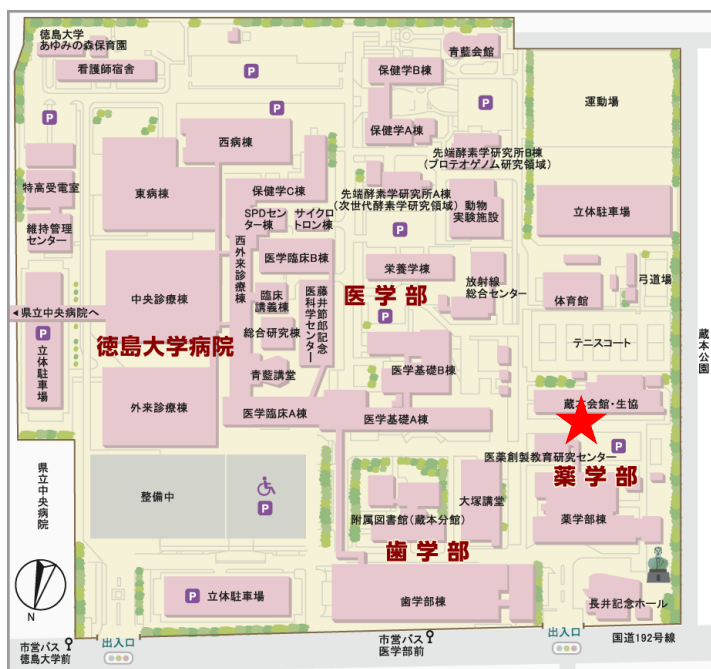 徳島大学
あゆみの森保育園
看護師宿舎
P
P
P
青藍会館
保健学B棟
P
保健学A棟
運動場
西病棟
先端酵素学研究所B棟
(プロテオゲノム研究領域)
特高受電室
東病棟
保健学C棟
先端酵素学研究所A棟
(次世代酵素学研究領域)
動物
実験施設
立体駐車場
維持管理
センター
SPDセン
ター棟
サイクロ
トロン棟
P
西外来診療棟
医学臨床B棟
栄養学棟
放射線
総合センター
体育館
弓道場
中央診療棟
臨床
講義棟
藤井節郎記念
医科学センター
医学部
P
◀県立中央病院へ
P
立体駐車場
徳島大学病院
総合研究棟
テニスコート
蔵本公園
青藍講堂
医学基礎B棟
外来診療棟
蔵本会館・生協
医学臨床A棟
医学基礎A棟
P
医薬創製教育研究センター
薬学部
県立中央病院
整備中
P
附属図書館(蔵本分館)
大塚講堂
薬学部棟
歯学部
N
P
立体駐車場
歯学部棟
長井記念ホール
市営バス
徳島大学前
出入口
市営バス
医学部前
出入口
国道192号線